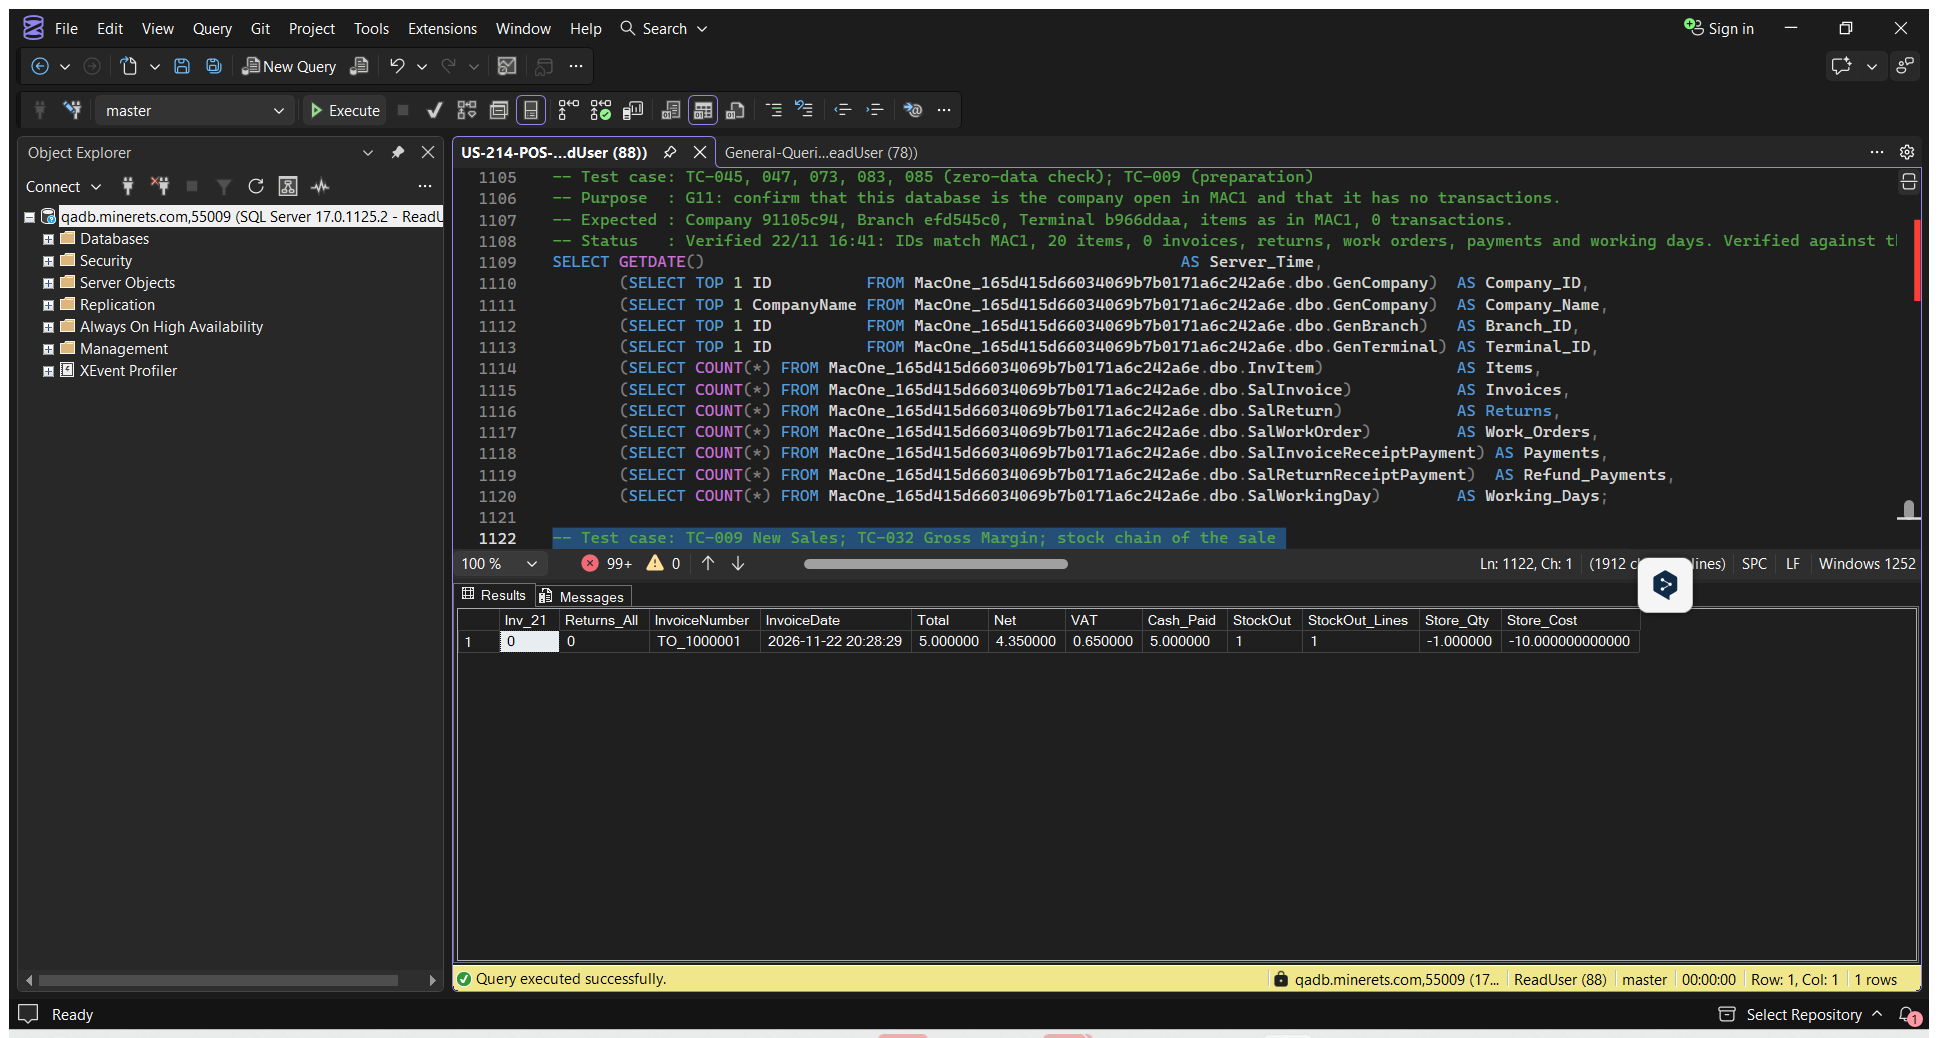 File Edit View Query Git Project Tools Extensions Window Help Search Sign in
New Query
master Execute
Object Explorer
Connect
qadb.minerets.com,55009 (SQL Server 17.0.1125.2 - ReadU
Databases
Security
Server Objects
Replication
Always On High Availability
Management
XEvent Profiler
US-214-POS-...dUser (88)) General-Queri...eadUser (78))
1105 -- Test case: TC-045, 047, 073, 083, 085 (zero-data check); TC-009 (preparation)
1106 -- Purpose : G11: confirm that this database is the company open in MAC1 and that it has no transactions.
1107 -- Expected : Company 91105c94, Branch efd545c0, Terminal b966ddaa, items as in MAC1, 0 transactions.
1108 -- Status : Verified 22/11 16:41: IDs match MAC1, 20 items, 0 invoices, returns, work orders, payments and working days. Verified against th
1109 SELECT GETDATE() AS Server_Time,
1110 (SELECT TOP 1 ID FROM MacOne_165d415d66034069b7b0171a6c242a6e.dbo.GenCompany) AS Company_ID,
1111 (SELECT TOP 1 CompanyName FROM MacOne_165d415d66034069b7b0171a6c242a6e.dbo.GenCompany) AS Company_Name,
1112 (SELECT TOP 1 ID FROM MacOne_165d415d66034069b7b0171a6c242a6e.dbo.GenBranch) AS Branch_ID,
1113 (SELECT TOP 1 ID FROM MacOne_165d415d66034069b7b0171a6c242a6e.dbo.GenTerminal) AS Terminal_ID,
1114 (SELECT COUNT(*) FROM MacOne_165d415d66034069b7b0171a6c242a6e.dbo.InvItem) AS Items,
1115 (SELECT COUNT(*) FROM MacOne_165d415d66034069b7b0171a6c242a6e.dbo.SalInvoice) AS Invoices,
1116 (SELECT COUNT(*) FROM MacOne_165d415d66034069b7b0171a6c242a6e.dbo.SalReturn) AS Returns,
1117 (SELECT COUNT(*) FROM MacOne_165d415d66034069b7b0171a6c242a6e.dbo.SalWorkOrder) AS Work_Orders,
1118 (SELECT COUNT(*) FROM MacOne_165d415d66034069b7b0171a6c242a6e.dbo.SalInvoiceReceiptPayment) AS Payments,
1119 (SELECT COUNT(*) FROM MacOne_165d415d66034069b7b0171a6c242a6e.dbo.SalReturnReceiptPayment) AS Refund_Payments,
1120 (SELECT COUNT(*) FROM MacOne_165d415d66034069b7b0171a6c242a6e.dbo.SalWorkingDay) AS Working_Days;
1121
1122 -- Test case: TC-009 New Sales; TC-032 Gross Margin; stock chain of the sale
100 % 99+ 0 Ln: 1122, Ch: 1 (1912 c lines) SPC LF Windows 1252
Results Messages
Inv_21 Returns_All InvoiceNumber InvoiceDate Total Net VAT Cash_Paid StockOut StockOut_Lines Store_Qty Store_Cost
1 0 0 TO_1000001 2026-11-22 20:28:29 5.000000 4.350000 0.650000 5.000000 1 1 -1.000000 -10.000000000000
Query executed successfully. qadb.minerets.com,55009 (17... ReadUser (88) master 00:00:00 Row: 1, Col: 1 1 rows
Ready Select Repository 1